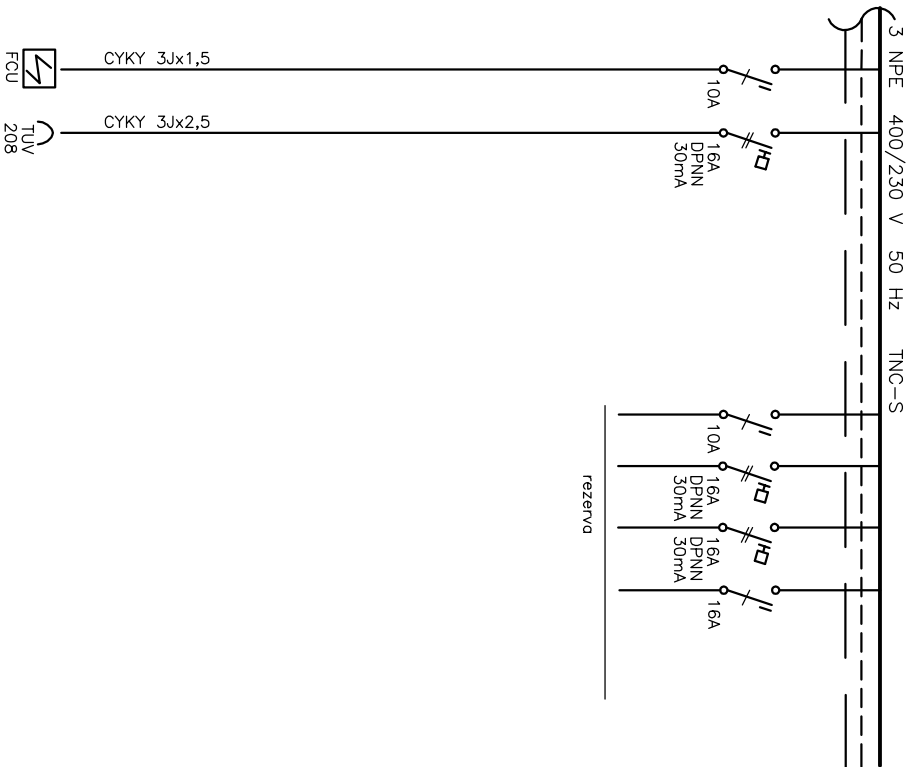 3 NPE 400/230 V 50 Hz TNC-S
CYKY 3Jx1,5
10A
FCU
CYKY 3Jx2,5
16A
DPNN
30mA
TUV
208
10A
16A
DPNN
30mA
16A
DPNN
30mA
16A
rezerva